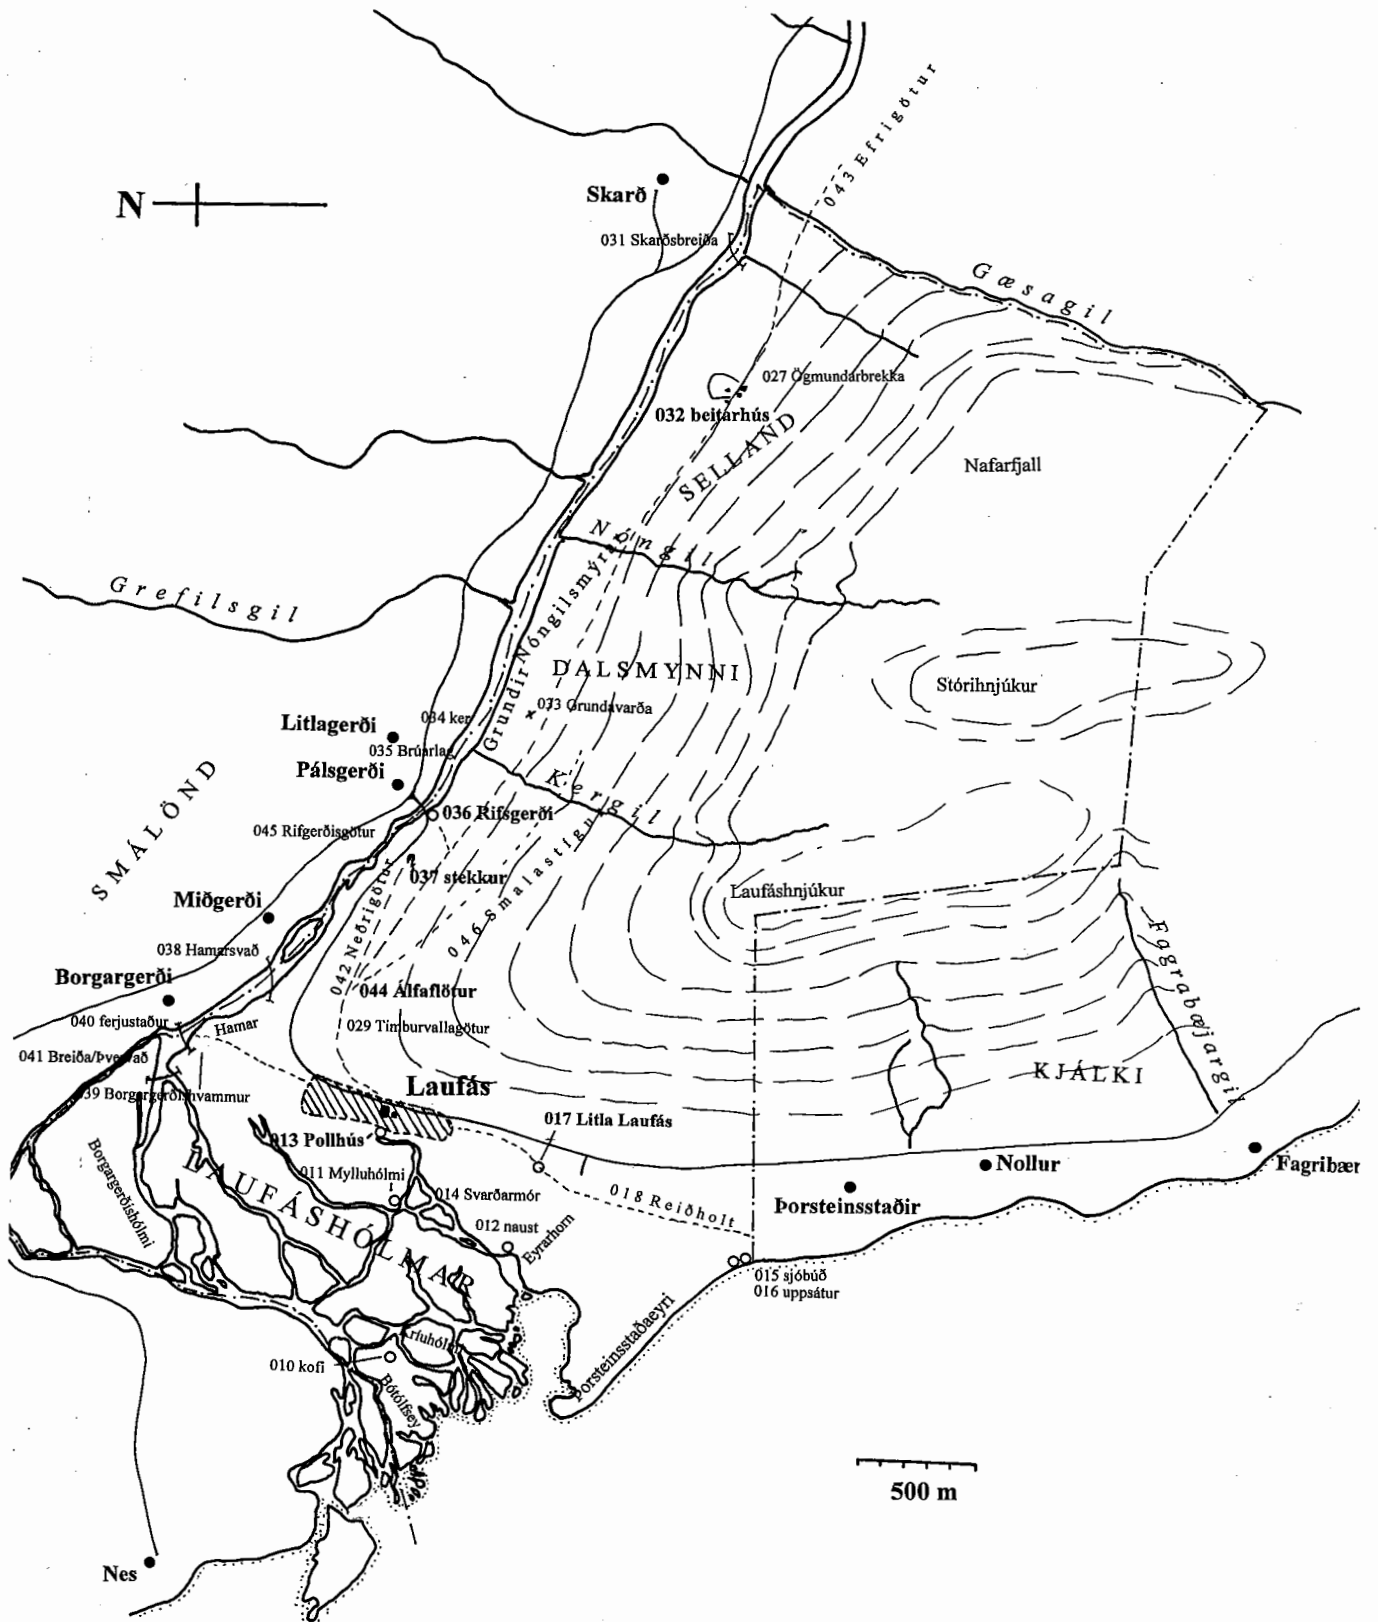 043 Efrigötur
N
Skarð
031 Skarðsbreiða
Gæsagil
027 Ögmundarbrekka
032 beitarhús
SELLAND
Nafarfjall
Nóngil
Grefilsgil
Nóngilsmýrar
DALSMYNNI
Stórihnjúkur
033 Grundavarða
034 ker
Grundir
Litlagerði
035 Brúarlag
Pálsgerði
Kergil
SMÁLÖND
036 Rifsgerði
045 Rifgerðisgötur
037 stekkur
Laufáshnjúkur
Miðgerði
046 Smalastígur
042 Neðrigötur
038 Hamarsvað
Fagrabæjargil
Borgargerði
044 Álfaflötur
040 ferjustaður
Hamar
029 Timburvallagötur
041 Breiða/Þvervað
KJÁLKI
039 Borgargerðishvammur
Laufás
017 Litla Laufás
013 Pollhús
Nollur
Fagribær
011 Mylluhólmi
Borgargerðishólmi
LAUFÁSHÓLMAR
014 Svarðarmór
018 Reiðholt
Þorsteinsstaðir
012 naust
Eyrarhorn
015 sjóbúð
016 uppsátur
Kríuhólmi
Þorsteinsstaðaeyri
010 kofi
Bótólfsey
500 m
Nes